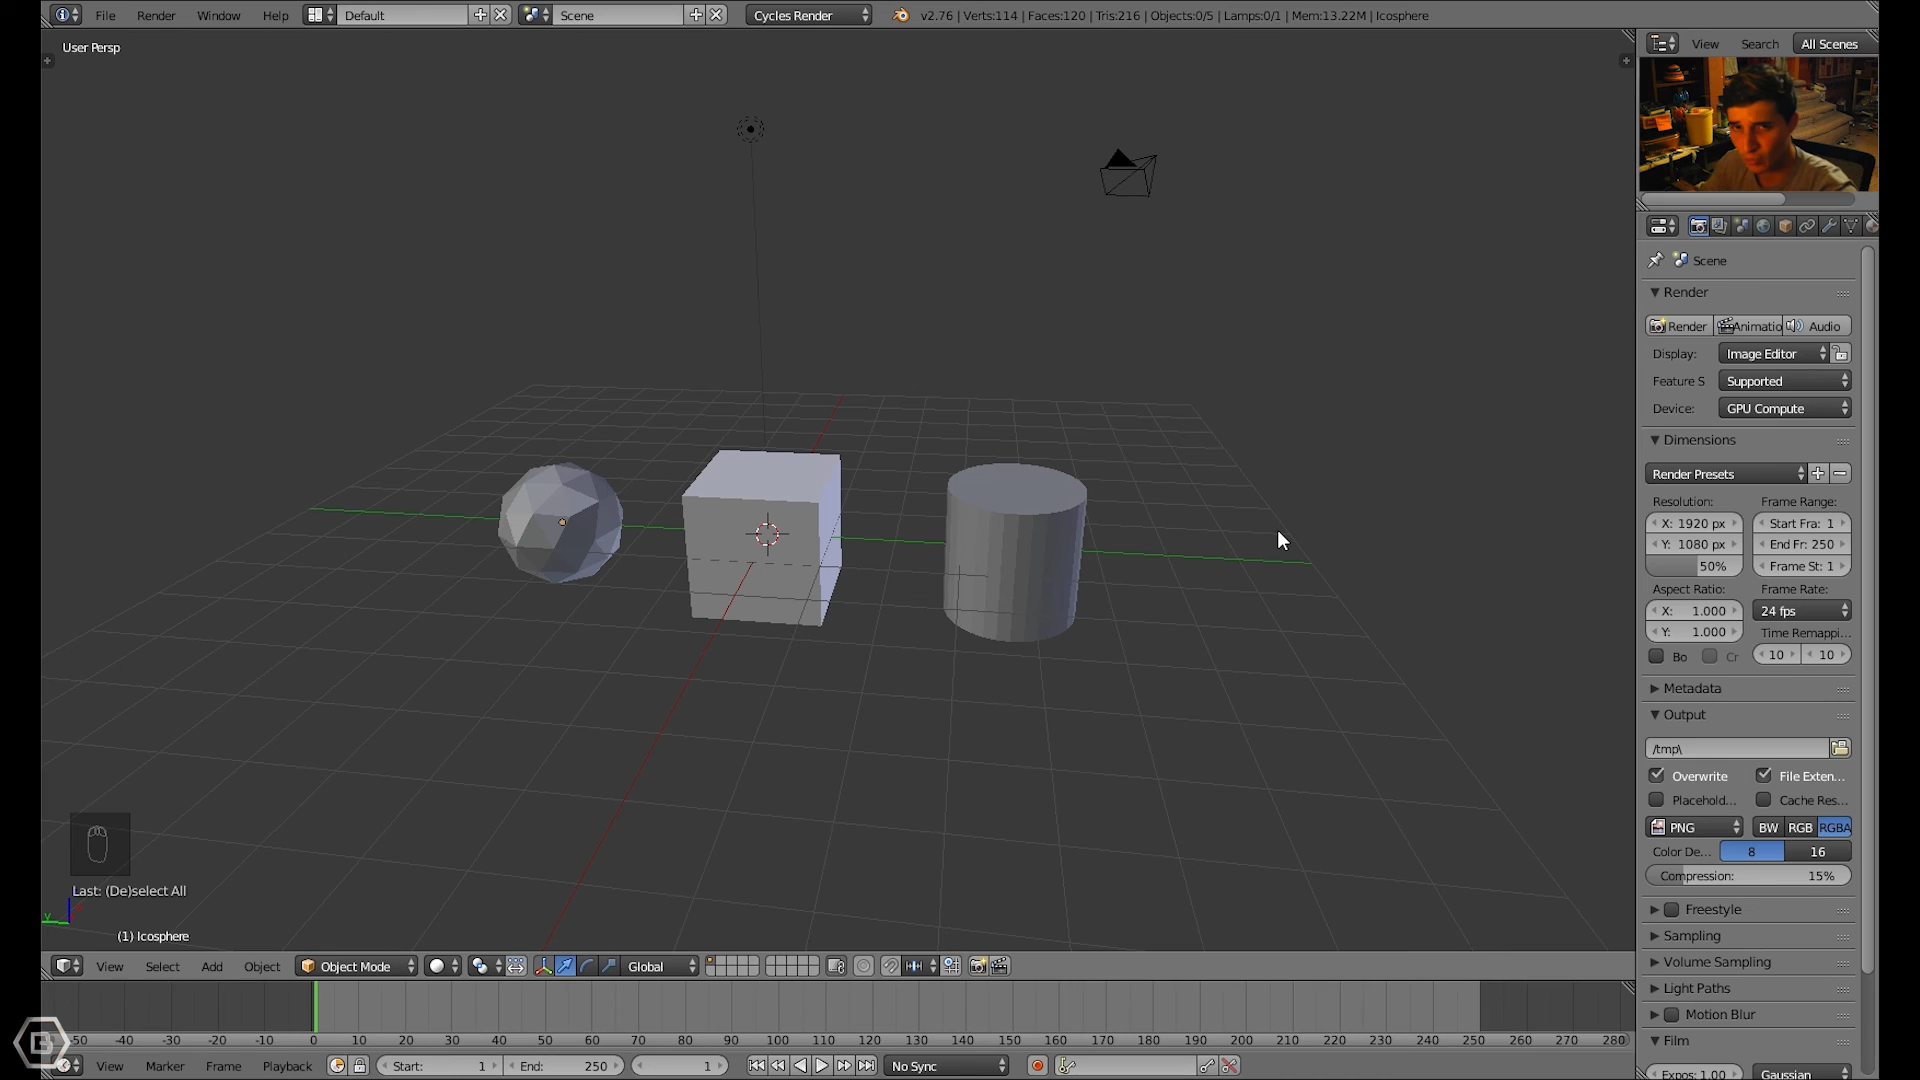 File Render Window Help Default Scene Cycles Render v2.76 | Verts:114 | Faces:120 | Tris:216 | Objects:0/5 | Lamps:0/1 | Mem:13.22M | Icosphere
View Search All Scenes
User Persp
Scene
Render
Render Animatio Audio
Display: Image Editor
Feature S Supported
Device: GPU Compute
Dimensions
Render Presets
Resolution: Frame Range:
X: 1920 px Start Fra: 1
Y: 1080 px End Fr: 250
50% Frame St: 1
Aspect Ratio: Frame Rate:
X: 1.000 24 fps
Y: 1.000 Time Remappi...
Bo Cr 10 10
Metadata
Output
/tmp\
Overwrite File Exten...
Placehold... Cache Res...
PNG BW RGB RGBA
Color De... 8 16
Compression: 15%
Freestyle
Sampling
Volume Sampling
Light Paths
Motion Blur
Film
Expos: 1.00 Gaussian
Last: (De)select All
y
(1) Icosphere
View Select Add Object Object Mode Global
-50 -40 -30 -20 -10 0 10 20 30 40 50 60 70 80 90 100 110 120 130 140 150 160 170 180 190 200 210 220 230 240 250 260 270 280
View Marker Frame Playback Start: 1 End: 250 1 No Sync